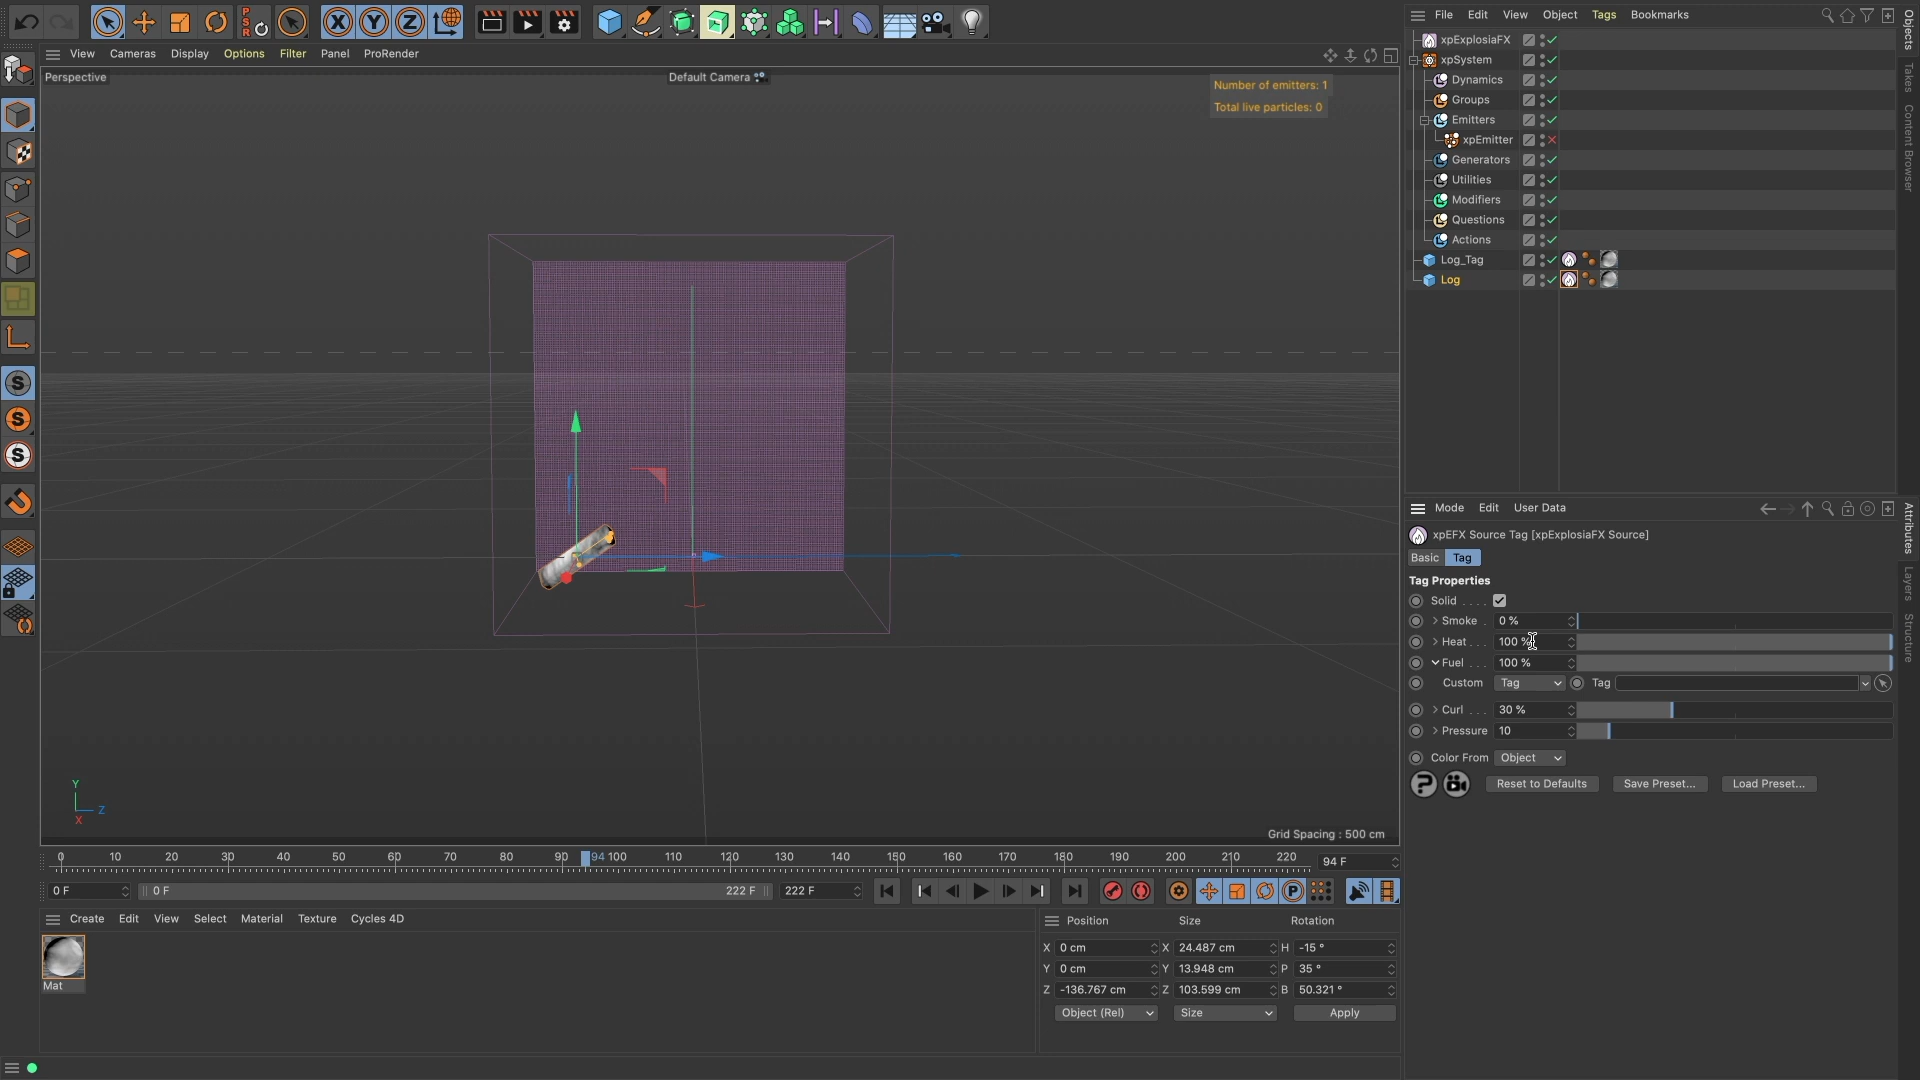 File Edit View Object Tags Bookmarks
View Cameras Display Options Filter Panel ProRender
Perspective
Default Camera
Number of emitters: 1
Total live particles: 0
PSR
X Y Z
S
S
S
xpExplosiaFX
xpSystem
Dynamics
Groups
Emitters
xpEmitter
Generators
Utilities
Modifiers
Questions
Actions
Log_Tag
Log
Objects
Takes
Content Browser
Attributes
Layers
Structure
Mode Edit User Data
xpEFX Source Tag [xpExplosiaFX Source]
Basic Tag
Tag Properties
Solid . . . .
Smoke . 0 %
Heat . . . 100 %
Fuel . . . 100 %
Custom Tag Tag
Curl . . . 30 %
Pressure 10
Color From Object
? Reset to Defaults Save Preset... Load Preset...
Y
Z
X
Grid Spacing : 500 cm
0 10 20 30 40 50 60 70 80 90 94 100 110 120 130 140 150 160 170 180 190 200 210 220 94 F
0 F 0 F 222 F 222 F P
Create Edit View Select Material Texture Cycles 4D
Mat
Position Size Rotation
X 0 cm X 24.487 cm H -15 °
Y 0 cm Y 13.948 cm P 35 °
Z -136.767 cm Z 103.599 cm B 50.321 °
Object (Rel) Size Apply